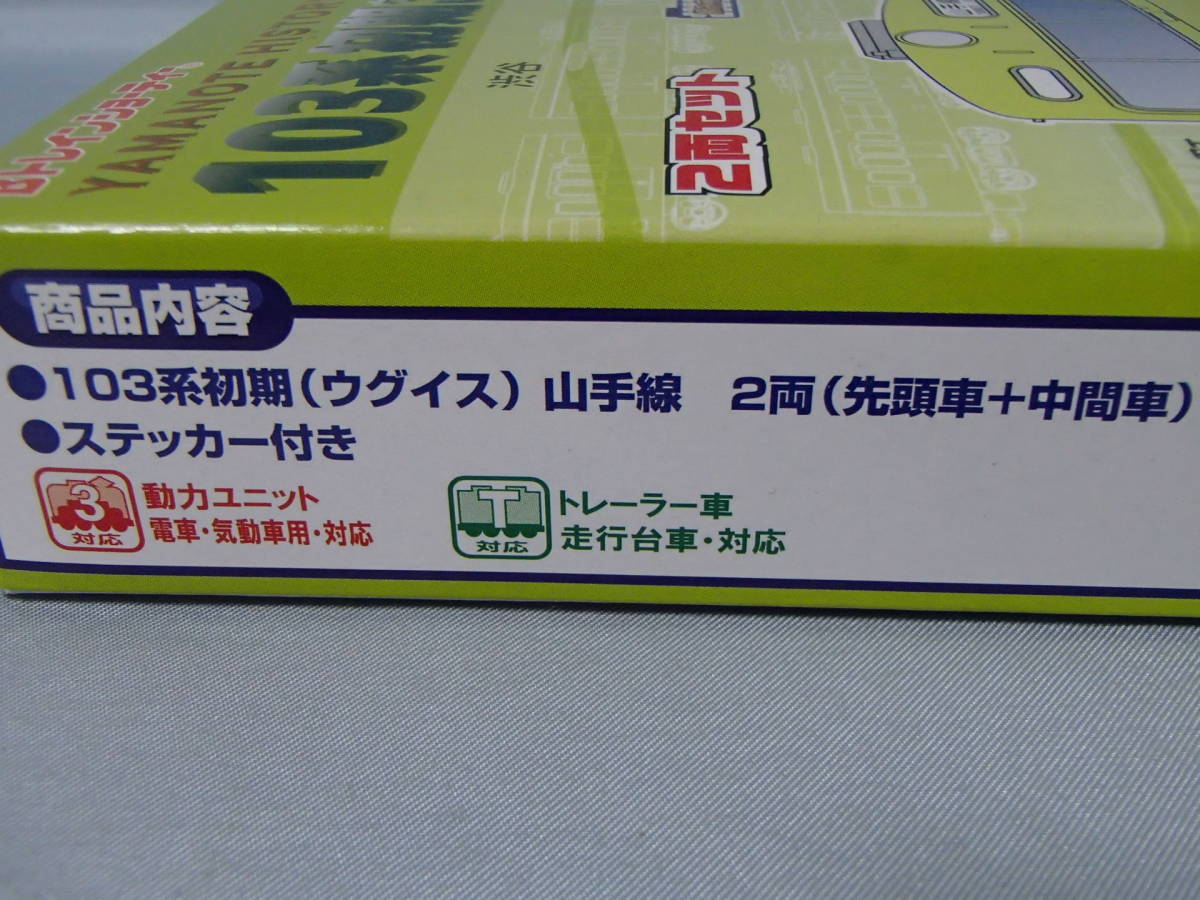 Bトレインショーティー
YAMANOTE HISTOR
103系 初期
渋谷
2両セット
商品内容
●103系初期(ウグイス) 山手線 2両(先頭車+中間車)
●ステッカー付き
3
対応
動力ユニット
電車・気動車用・対応
T
対応
トレーラー車
走行台車・対応